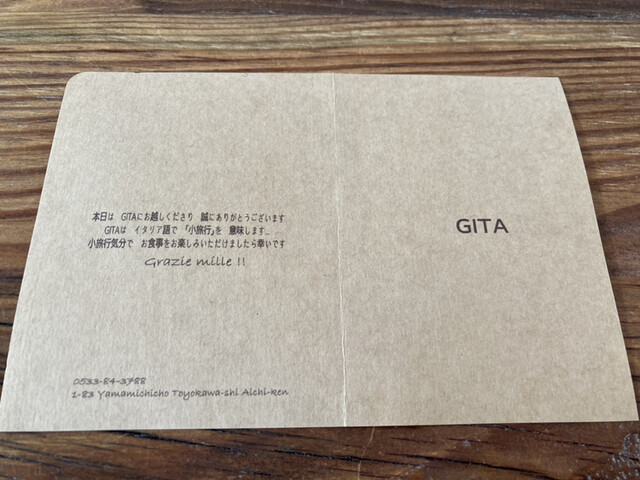 本日は GITAにお越しくださり 誠にありがとうございます
GITAは イタリア語で 「小旅行」を 意味します...
小旅行気分で お食事をお楽しみいただけましたら幸いです
Grazie mille !!
0533-84-3788
1-83 Yamamichicho Toyokawa-shi Aichi-ken
GITA